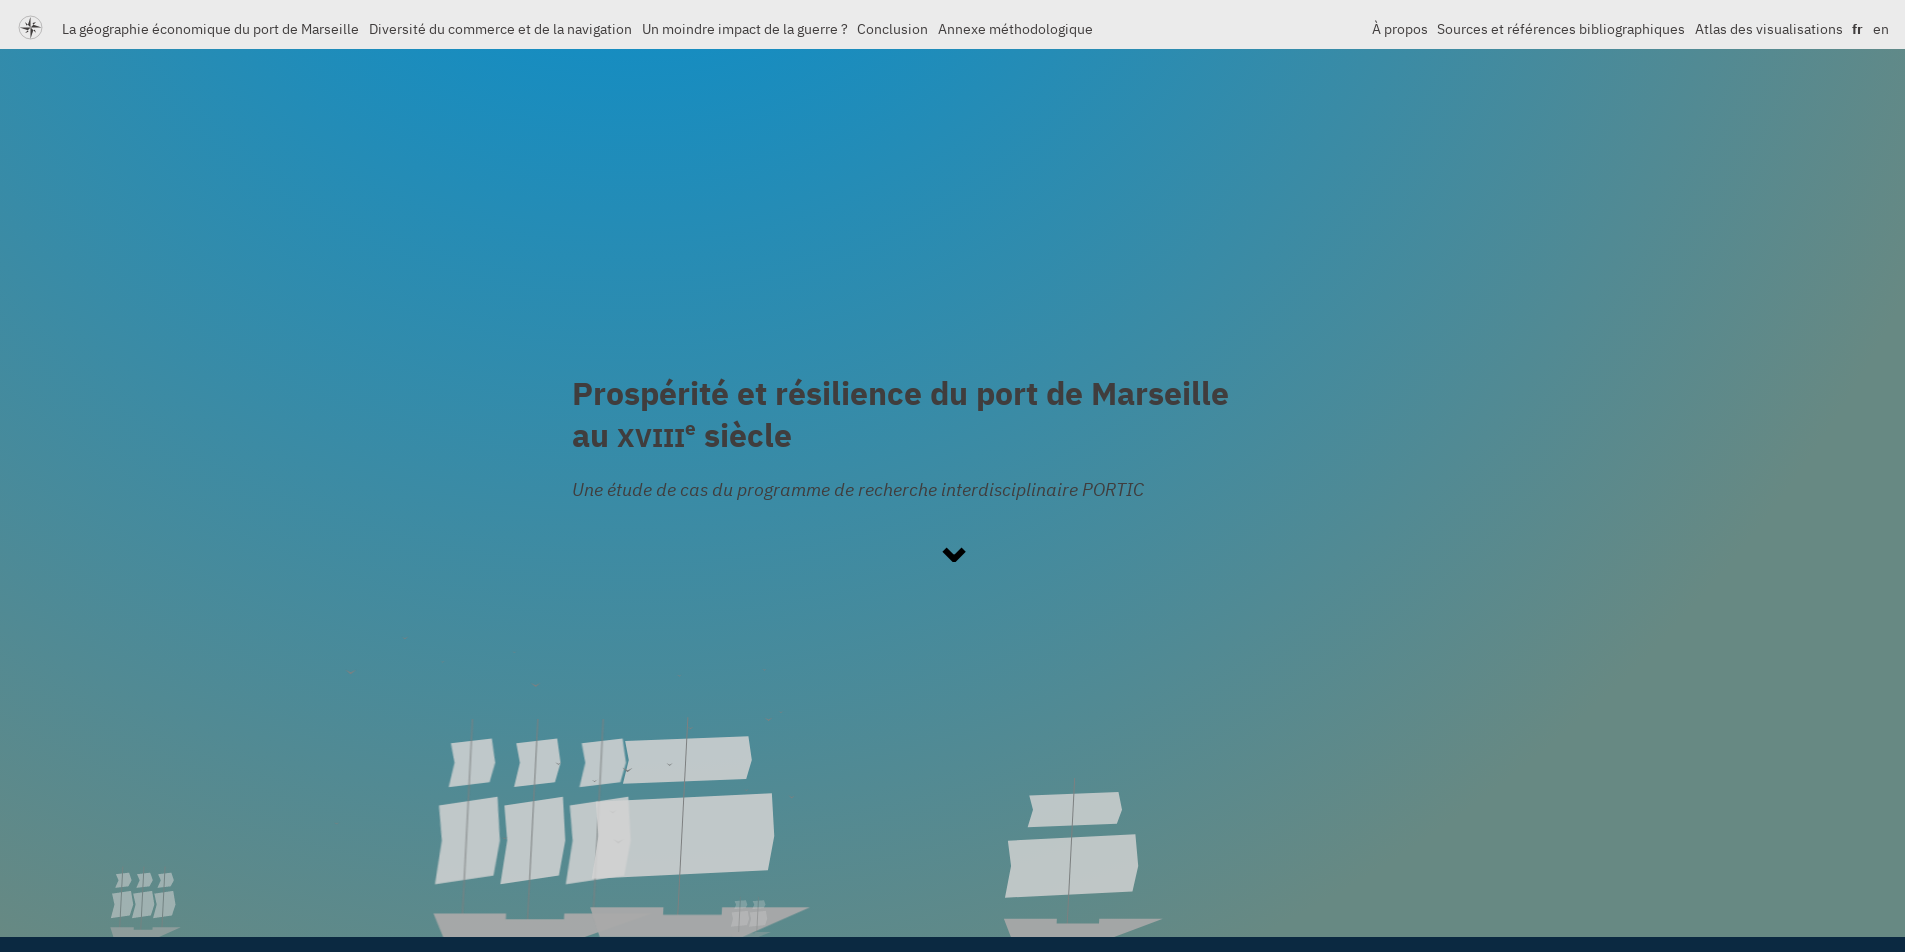 La géographie économique du port de Marseille Diversité du commerce et de la navigation Un moindre impact de la guerre ? Conclusion Annexe méthodologique À propos Sources et références bibliographiques Atlas des visualisations fr en
Prospérité et résilience du port de Marseille
au XVIIIe siècle
Une étude de cas du programme de recherche interdisciplinaire PORTIC